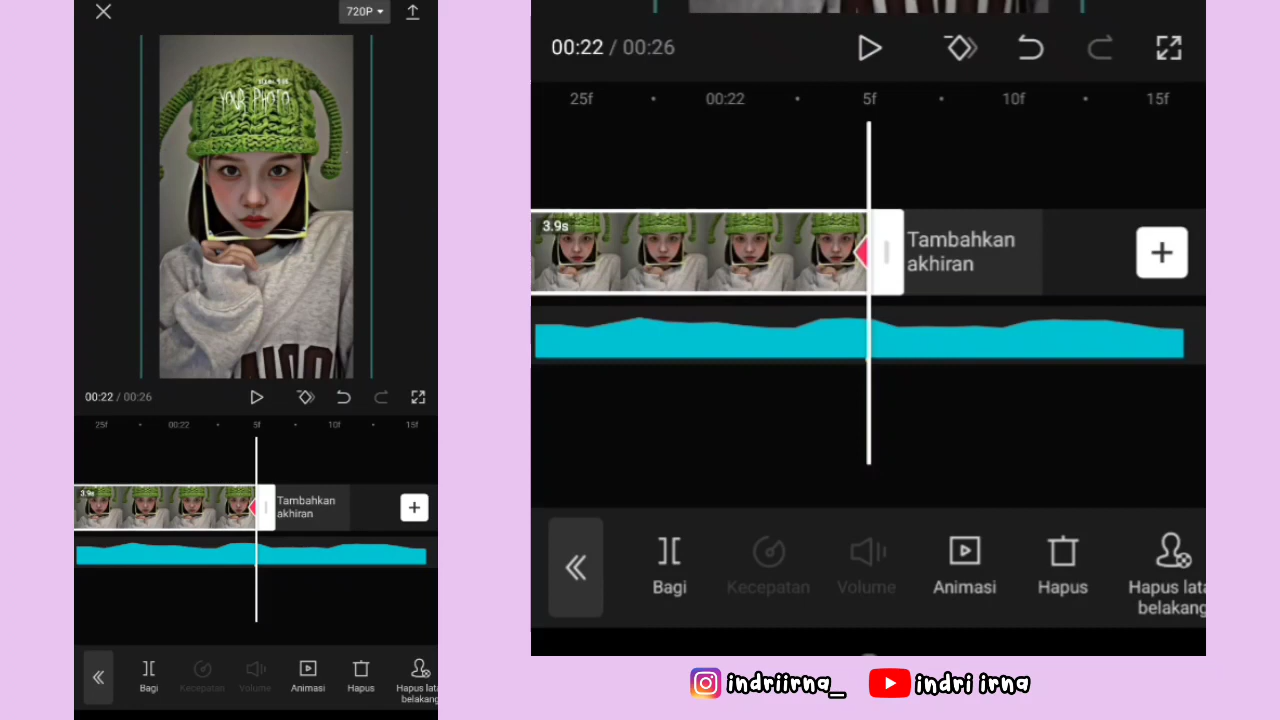 720P
YOUR PHOTO
00:22 / 00:26
25f
00:22
5f
10f
15f
3.9s
Tambahkan
akhiran
Bagi
Kecepatan
Volume
Animasi
Hapus
Hapus lata
belakang
00:22 / 00:26
25f
00:22
5f
10f
15f
3.9s
Tambahkan
akhiran
Bagi
Kecepatan
Volume
Animasi
Hapus
Hapus lata
belakang
indriirna_
indri irna